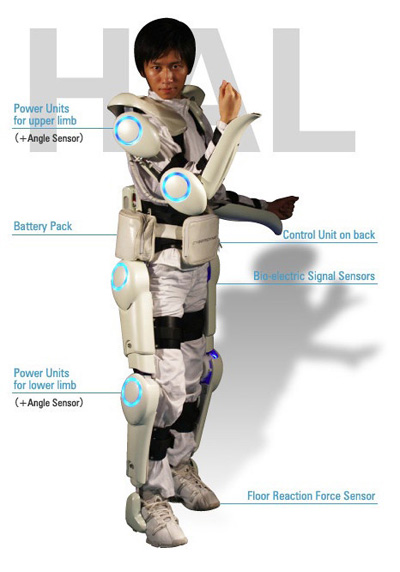 HAL
Power Units
for upper limb
(+Angle Sensor)
Battery Pack
Control Unit on back
Bio-electric Signal Sensors
Power Units
for lower limb
(+Angle Sensor)
Floor Reaction Force Sensor